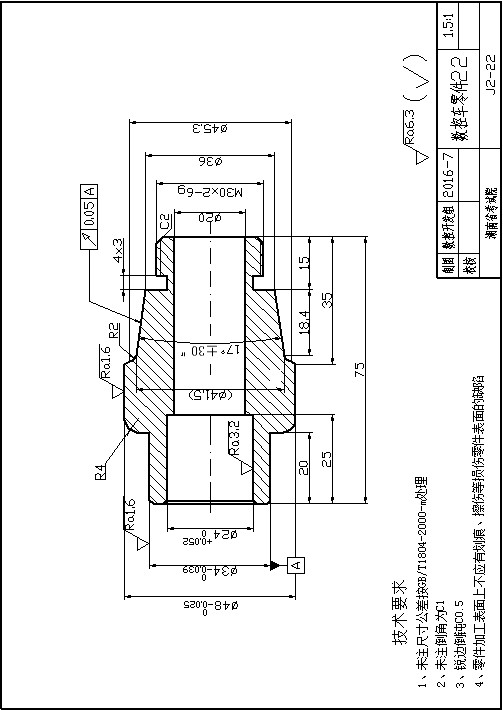 Ø45.3
Ø36
M30×2-6g
Ø20
C2
0.05 A
4×3
15
18.4
35
75
17°±30″
(Ø41.5)
R2
Ra1.6
R4
Ra3.2
20
25
Ra1.6
Ø24 +0.052 0
Ø34 0 -0.039
Ø48 0 -0.025
A
Ra6.3 (√)
技术要求
1、未注尺寸公差按GB/T1804-2000-m处理
2、未注倒角为C1
3、锐边倒钝C0.5
4、零件加工表面上不应有划痕、擦伤等损伤零件表面的缺陷
制图 数控开发组 2016-7 数控车零件22 1.5:1
校核
湖南省考试院 J2-22